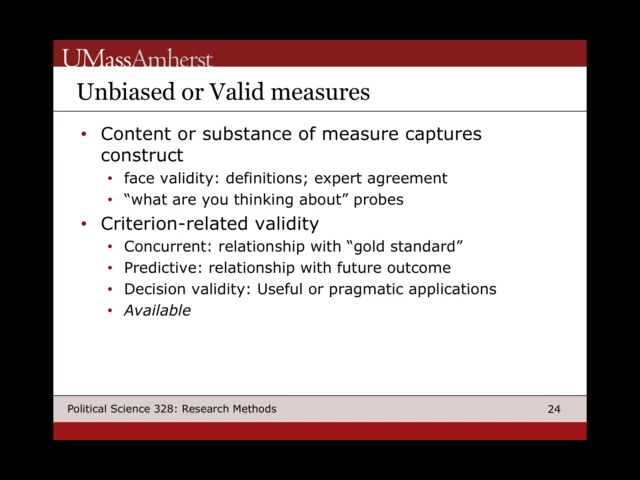 UMassAmherst
Unbiased or Valid measures
• Content or substance of measure captures
construct
• face validity: definitions; expert agreement
• “what are you thinking about” probes
• Criterion-related validity
• Concurrent: relationship with “gold standard”
• Predictive: relationship with future outcome
• Decision validity: Useful or pragmatic applications
• Available
Political Science 328: Research Methods 24